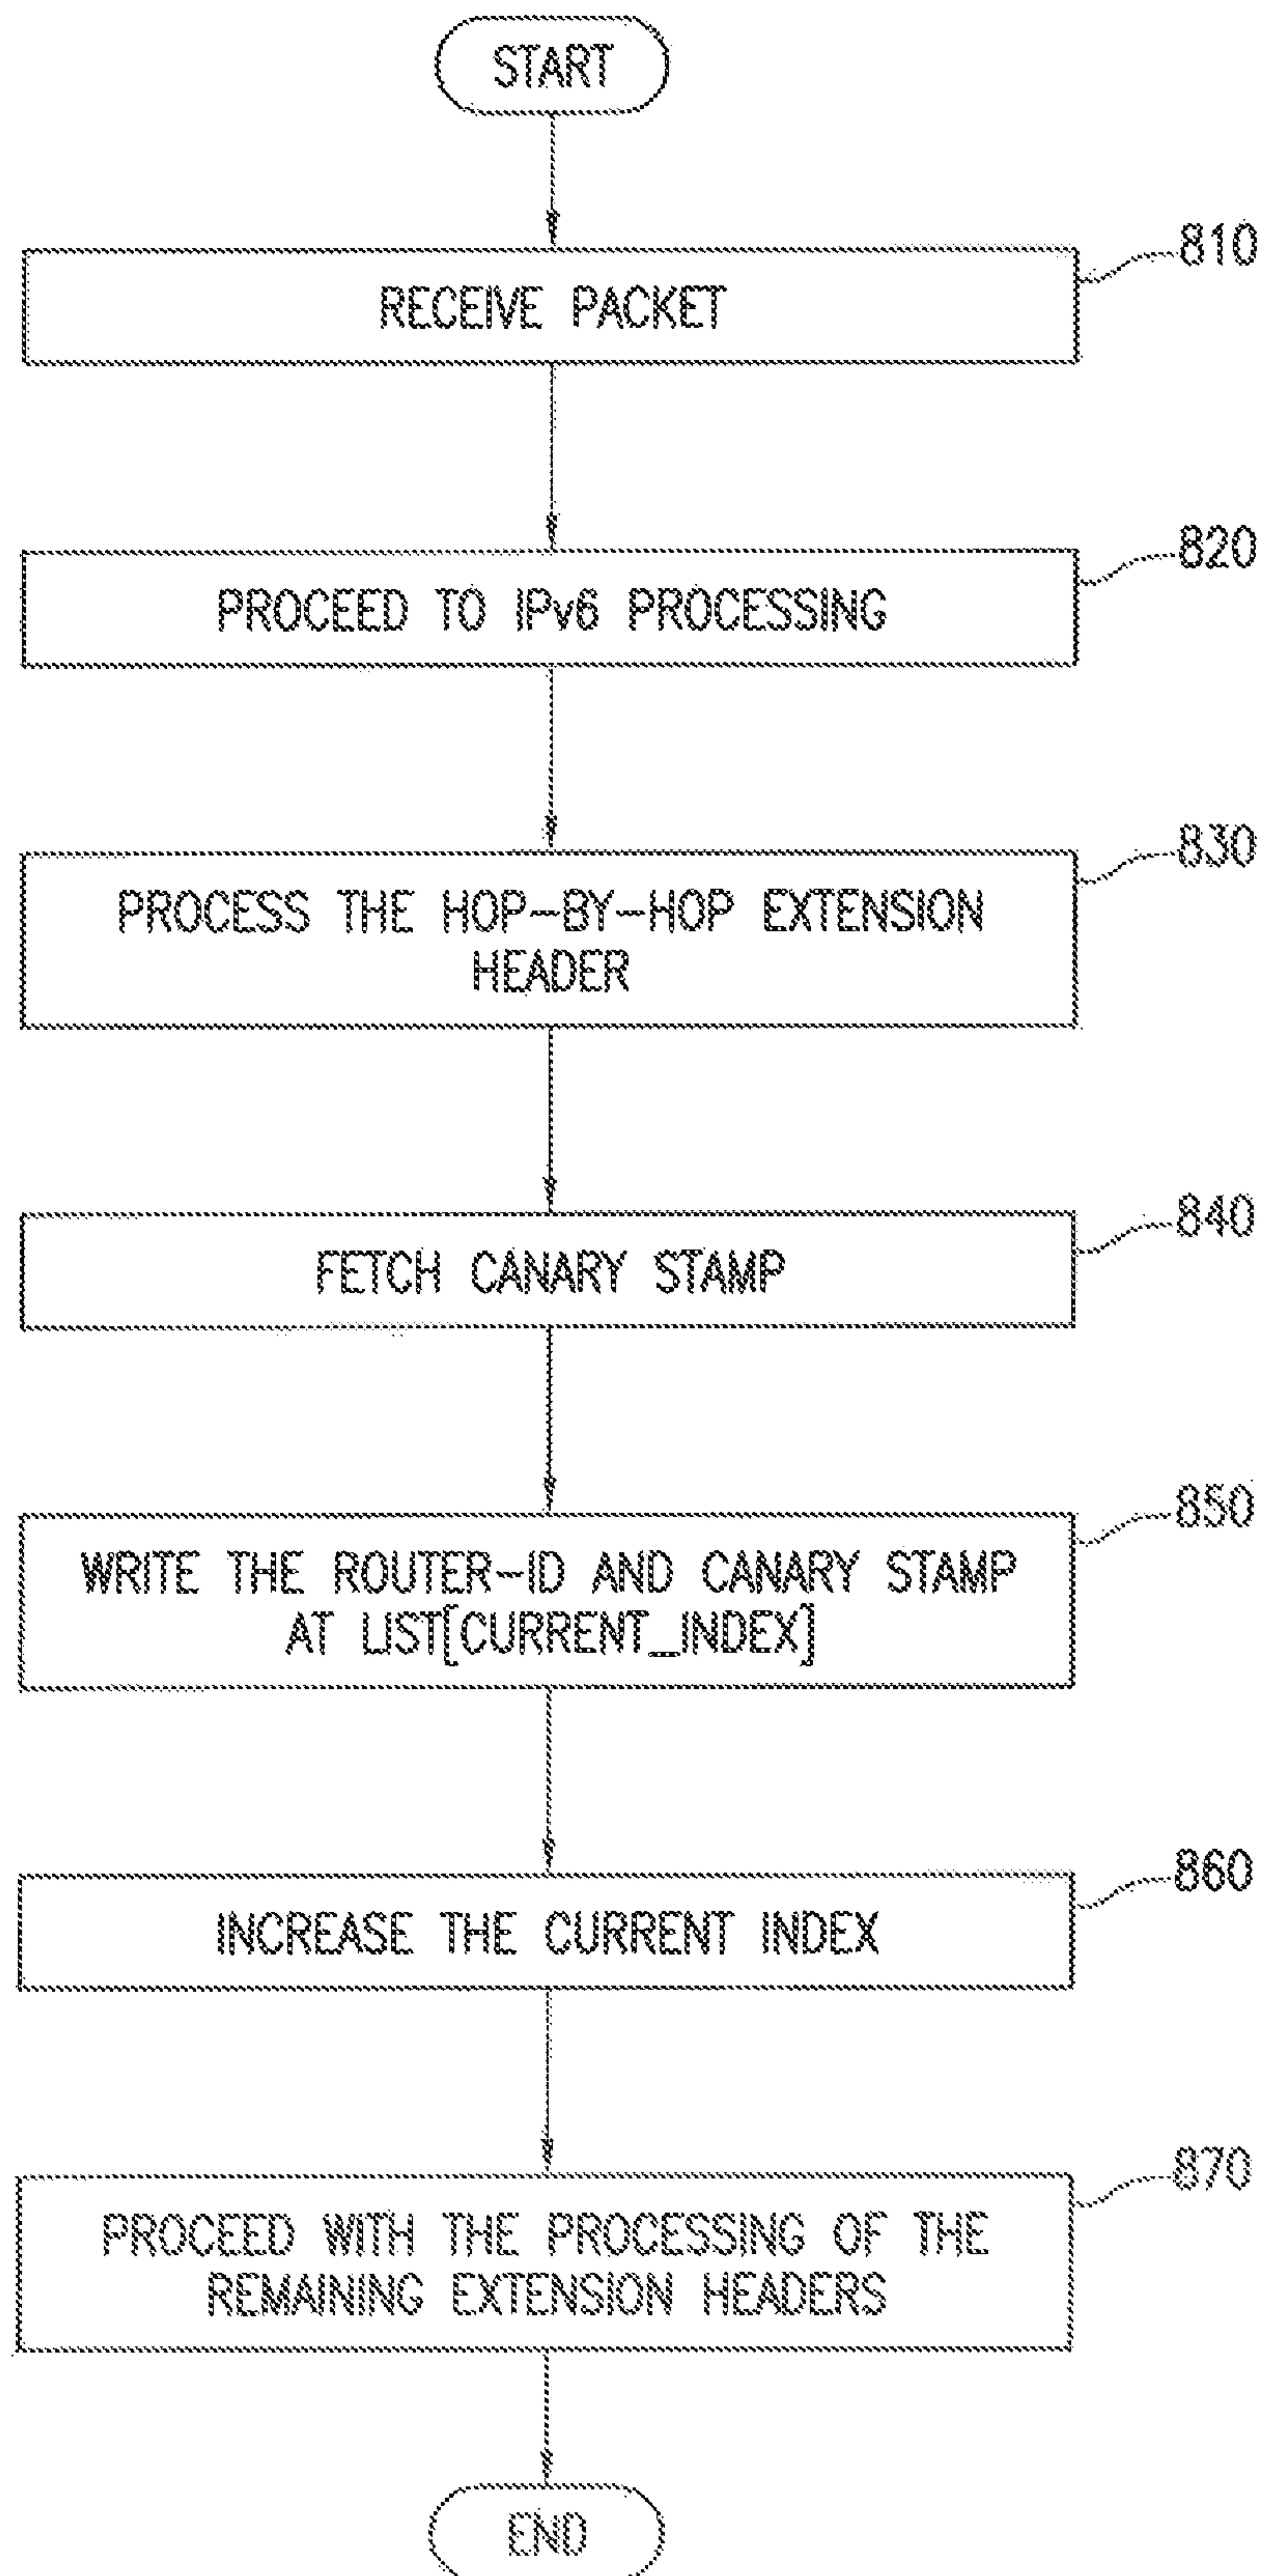 START
810
RECEIVE PACKET
820
PROCEED TO IPv6 PROCESSING
830
PROCESS THE HOP-BY-HOP EXTENSION
HEADER
840
FETCH CANARY STAMP
850
WRITE THE ROUTER-ID AND CANARY STAMP
AT LIST[CURRENT_INDEX]
860
INCREASE THE CURRENT INDEX
870
PROCEED WITH THE PROCESSING OF THE
REMAINING EXTENSION HEADERS
END